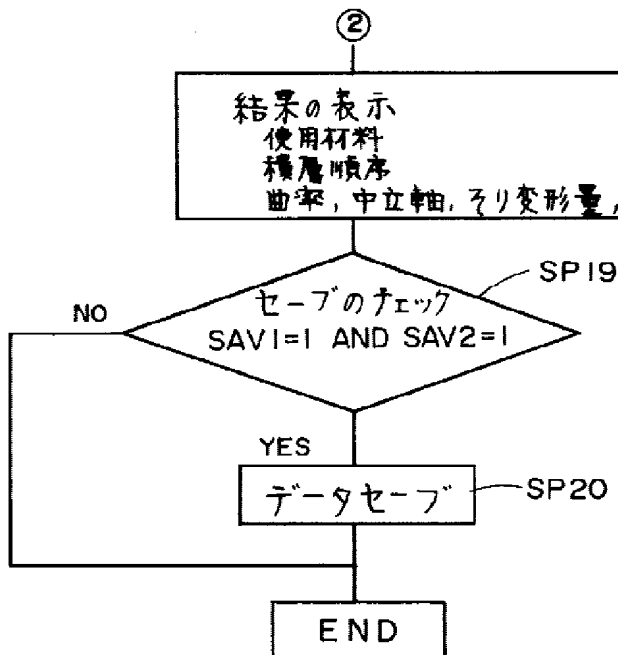 ②
結果の表示
使用材料
積層順序
曲率,中立軸,そり変形量,
SP19
セーブのチェック
NO
SAV1=1 AND SAV2=1
YES
データセーブ
SP20
END